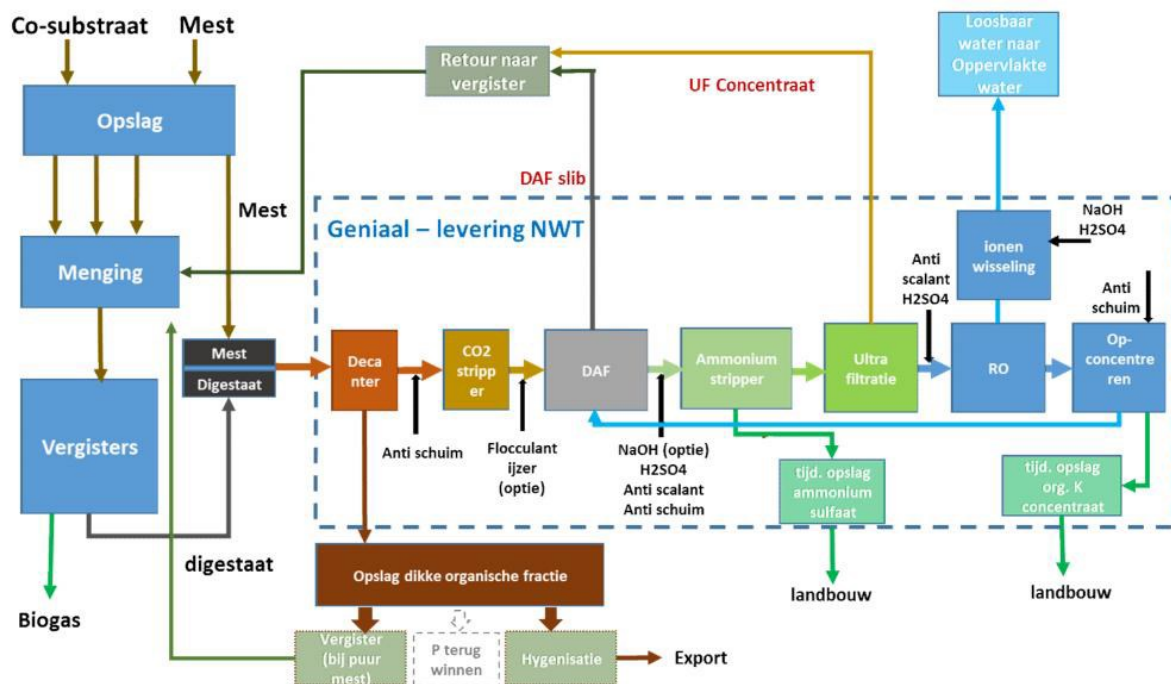 Co-substraat
Mest
Opslag
Mest
Menging
Vergisters
Biogas
digestaat
Mest
Digestaat
Retour naar
vergister
UF Concentraat
DAF slib
Loosbaar
water naar
Oppervlakte
water
Geniaal – levering NWT
Deca
nter
Anti schuim
CO2
stripp
er
Flocculant
ijzer
(optie)
DAF
NaOH (optie)
H2SO4
Anti scalant
Anti schuim
Ammonium
stripper
Ultra
filtratie
Anti
scalant
H2SO4
RO
ionen
wisseling
NaOH
H2SO4
Anti
schuim
Op-
concentre
ren
tijd. opslag
ammonium
sulfaat
tijd. opslag
org. K
concentraat
landbouw
landbouw
Opslag dikke organische fractie
Vergister
(bij puur
mest)
P terug
winnen
Hygenisatie
Export